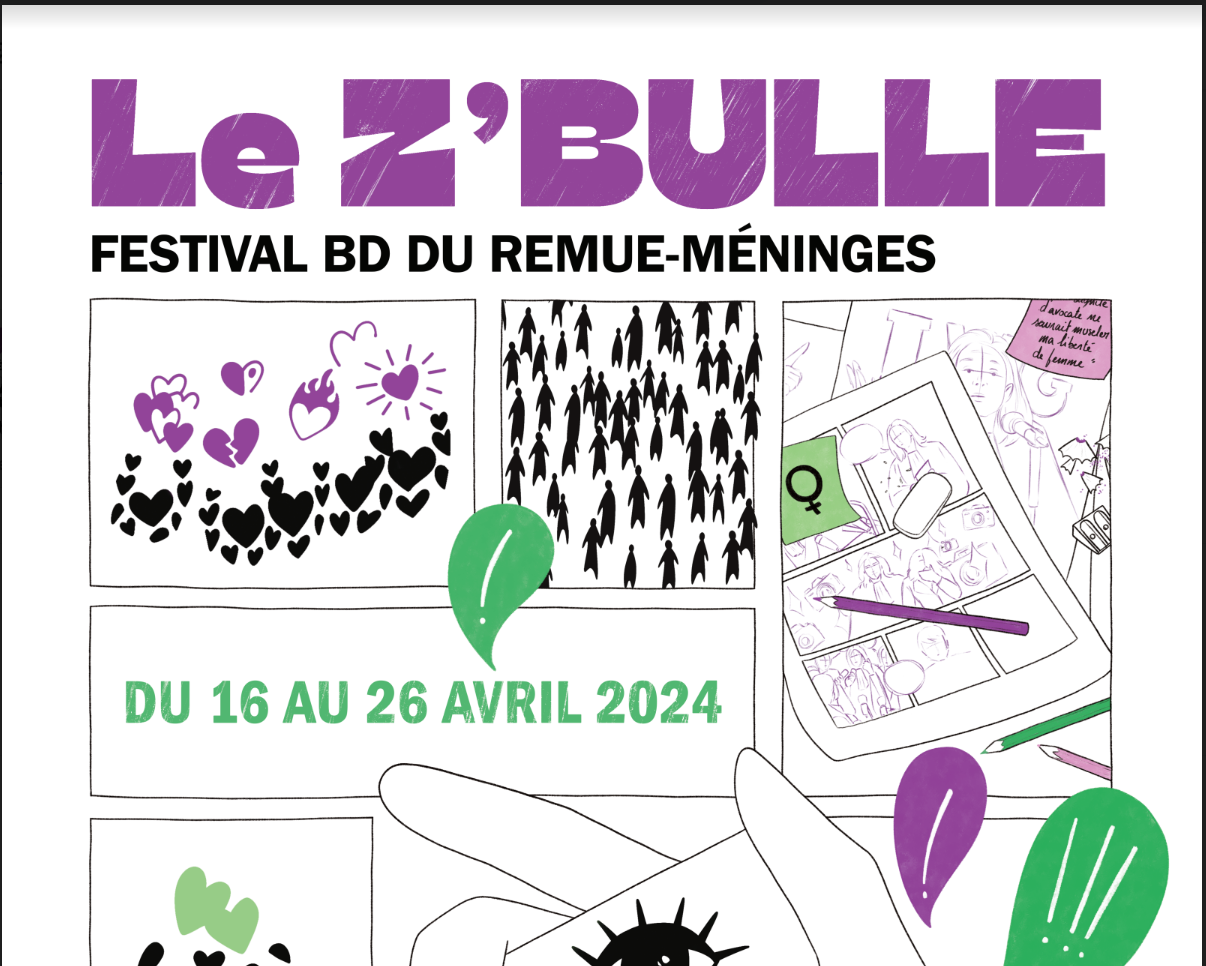 Le Z’BULLE
FESTIVAL BD DU REMUE-MÉNINGES
d'avocate ne
saurait museler
ma liberté
de femme"
DU 16 AU 26 AVRIL 2024